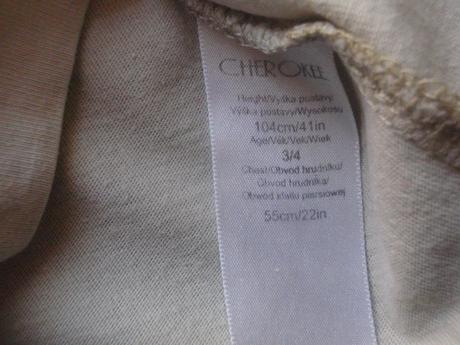 CHEROKEE
Height/Výška postavy/
Výška postavy/Wysokość
104cm/41in
Age/Věk/Vek/Wiek
3/4
Chest/Obvod hrudníku/
Obvod hrudníka/
Obwód klatki piersiowej
55cm/22in